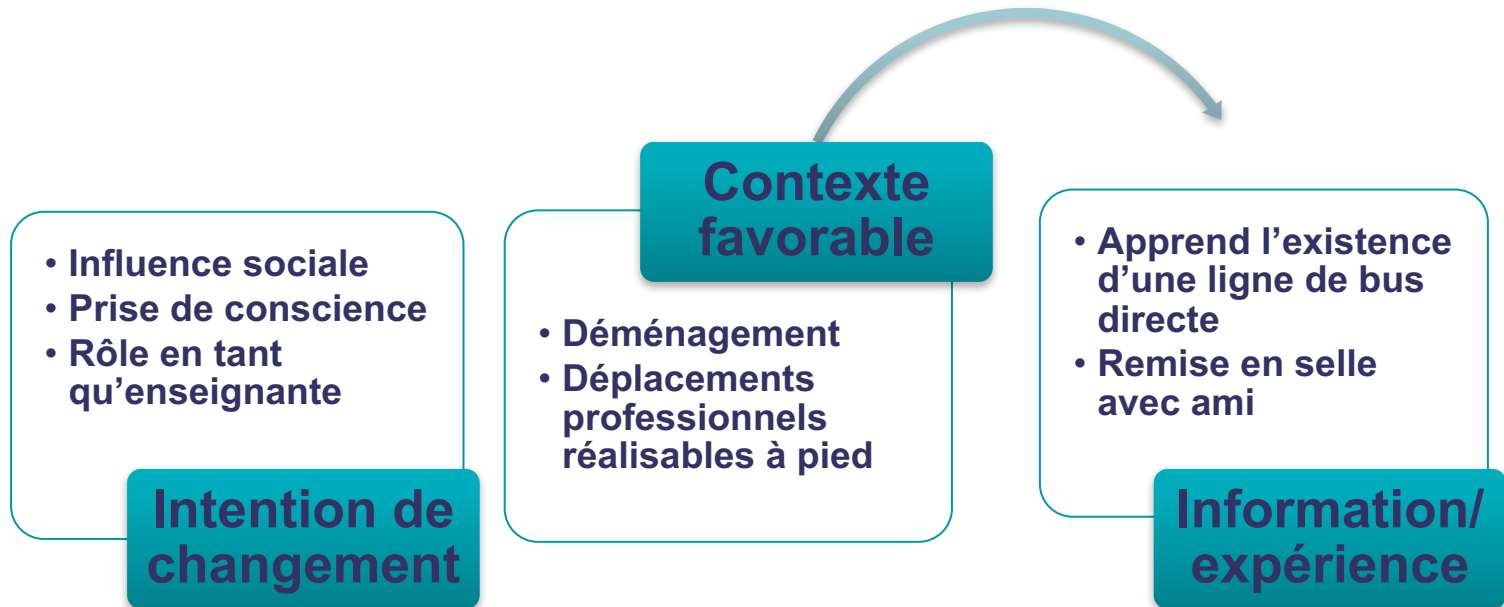 • Influence sociale
• Prise de conscience
• Rôle en tant
qu’enseignante
Intention de
changement
Contexte
favorable
• Déménagement
• Déplacements
professionnels
réalisables à pied
• Apprend l’existence
d’une ligne de bus
directe
• Remise en selle
avec ami
Information/
expérience